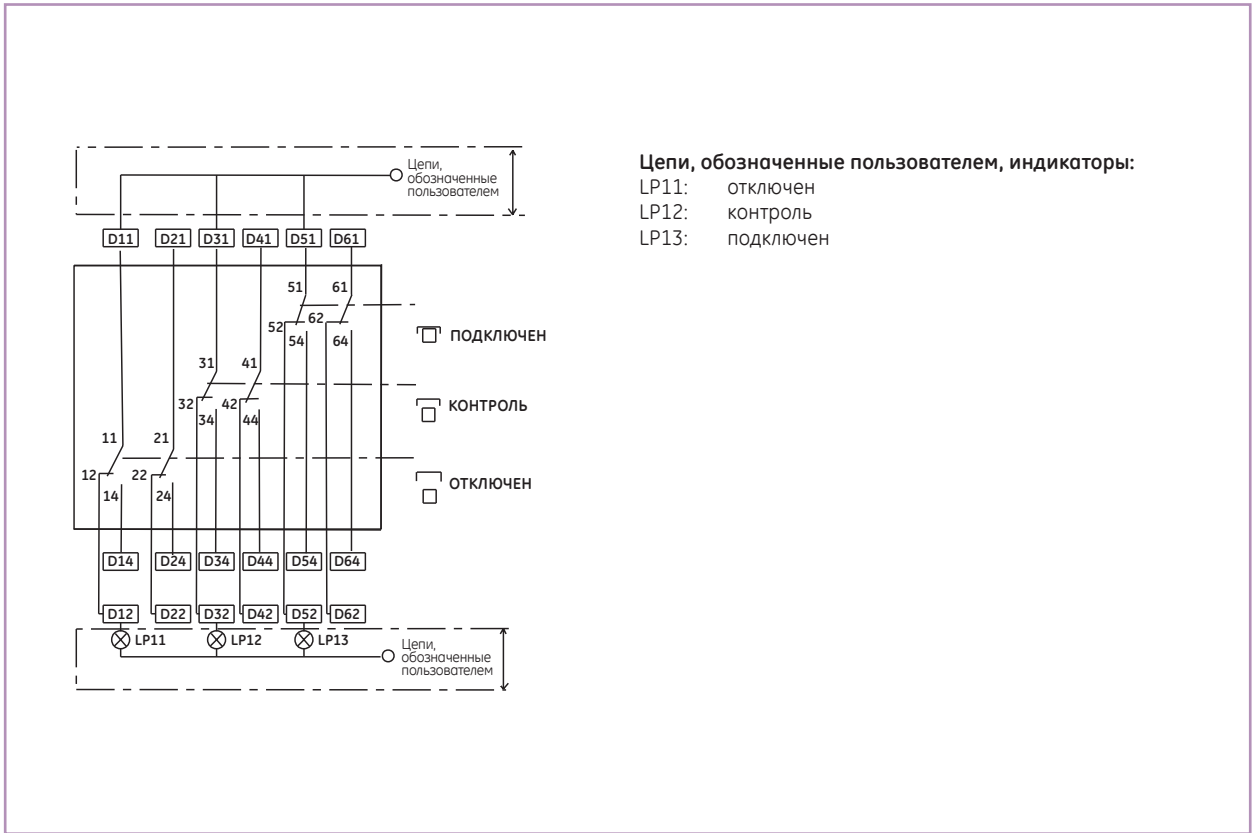 Цепи,
обозначенные
пользователем
Цепи, обозначенные пользователем, индикаторы:
LP11: отключен
LP12: контроль
LP13: подключен
D11 D21 D31 D41 D51 D61
51 61
52 62
54 64
ПОДКЛЮЧЕН
31 41
32 42
34 44
КОНТРОЛЬ
11 21
12 22
14 24
ОТКЛЮЧЕН
D14 D24 D34 D44 D54 D64
D12 D22 D32 D42 D52 D62
LP11 LP12 LP13
Цепи,
обозначенные
пользователем